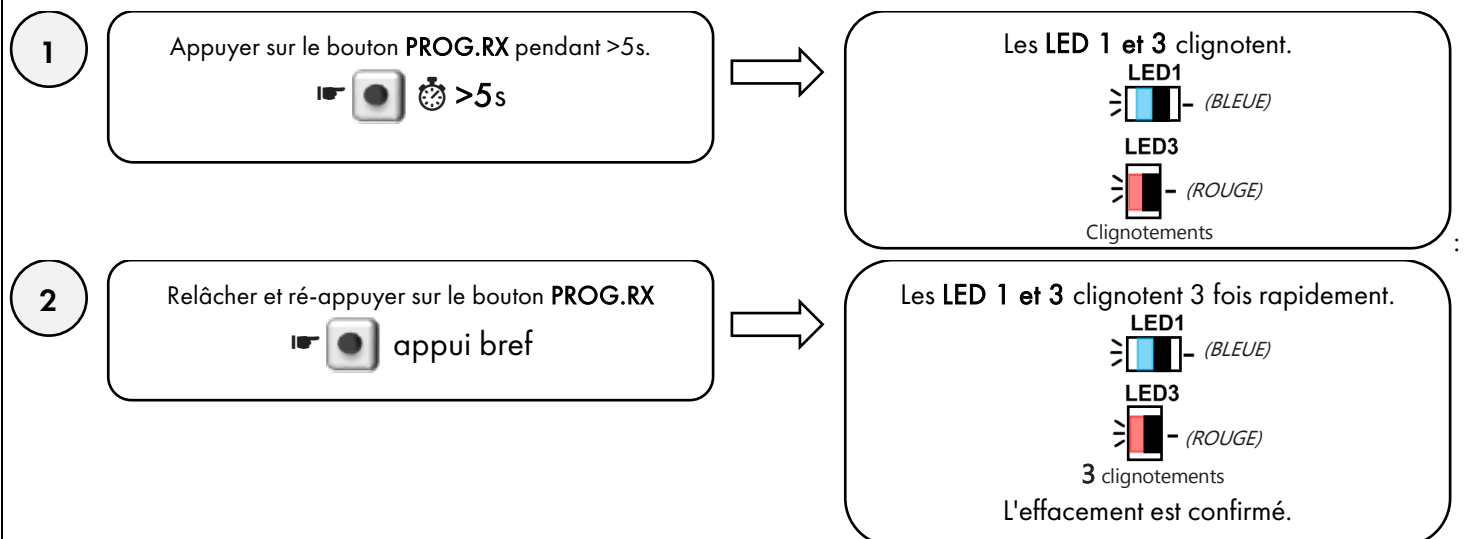 1
Appuyer sur le bouton PROG.RX pendant >5s.
>5s
Les LED 1 et 3 clignotent.
LED1
(BLEUE)
LED3
(ROUGE)
Clignotements
:
2
Relâcher et ré-appuyer sur le bouton PROG.RX
appui bref
Les LED 1 et 3 clignotent 3 fois rapidement.
LED1
(BLEUE)
LED3
(ROUGE)
3 clignotements
L'effacement est confirmé.